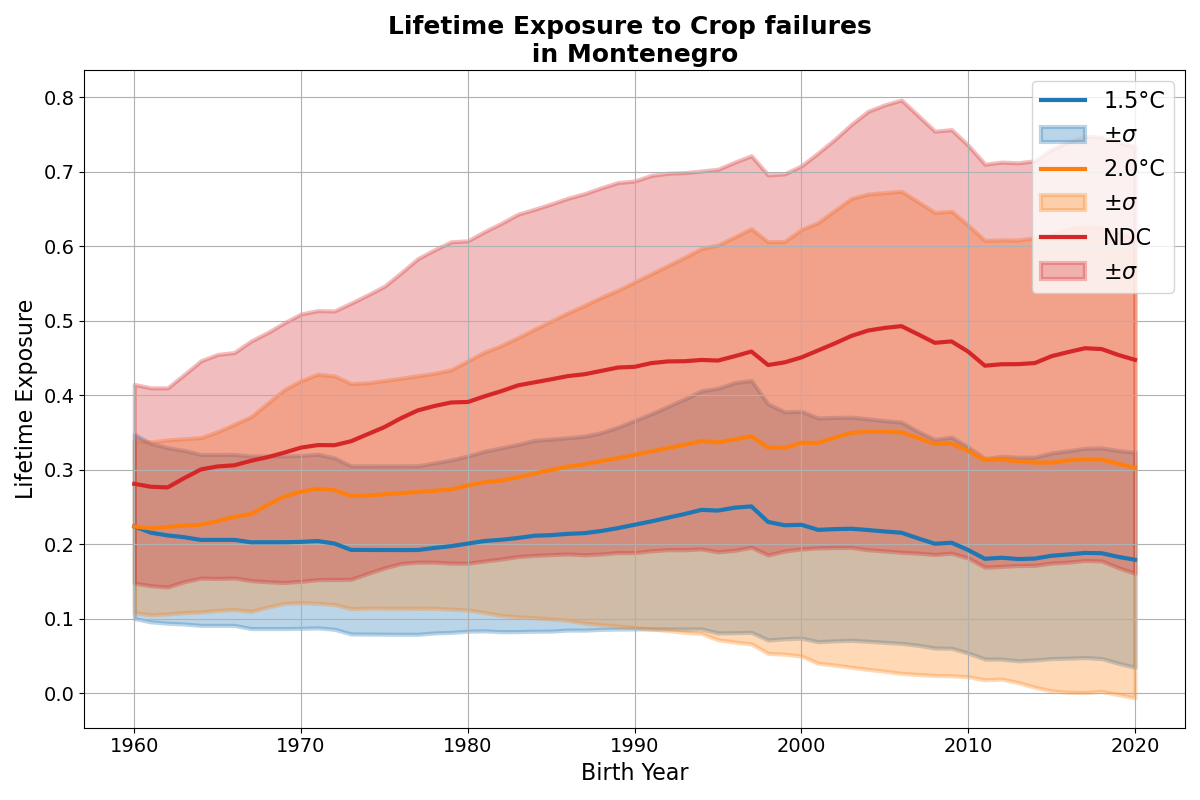 Lifetime Exposure to Crop failures
in Montenegro
Lifetime Exposure
0.8
0.7
0.6
0.5
0.4
0.3
0.2
0.1
0.0
1960
1970
1980
1990
2000
2010
2020
Birth Year
1.5°C
±σ
2.0°C
±σ
NDC
±σ